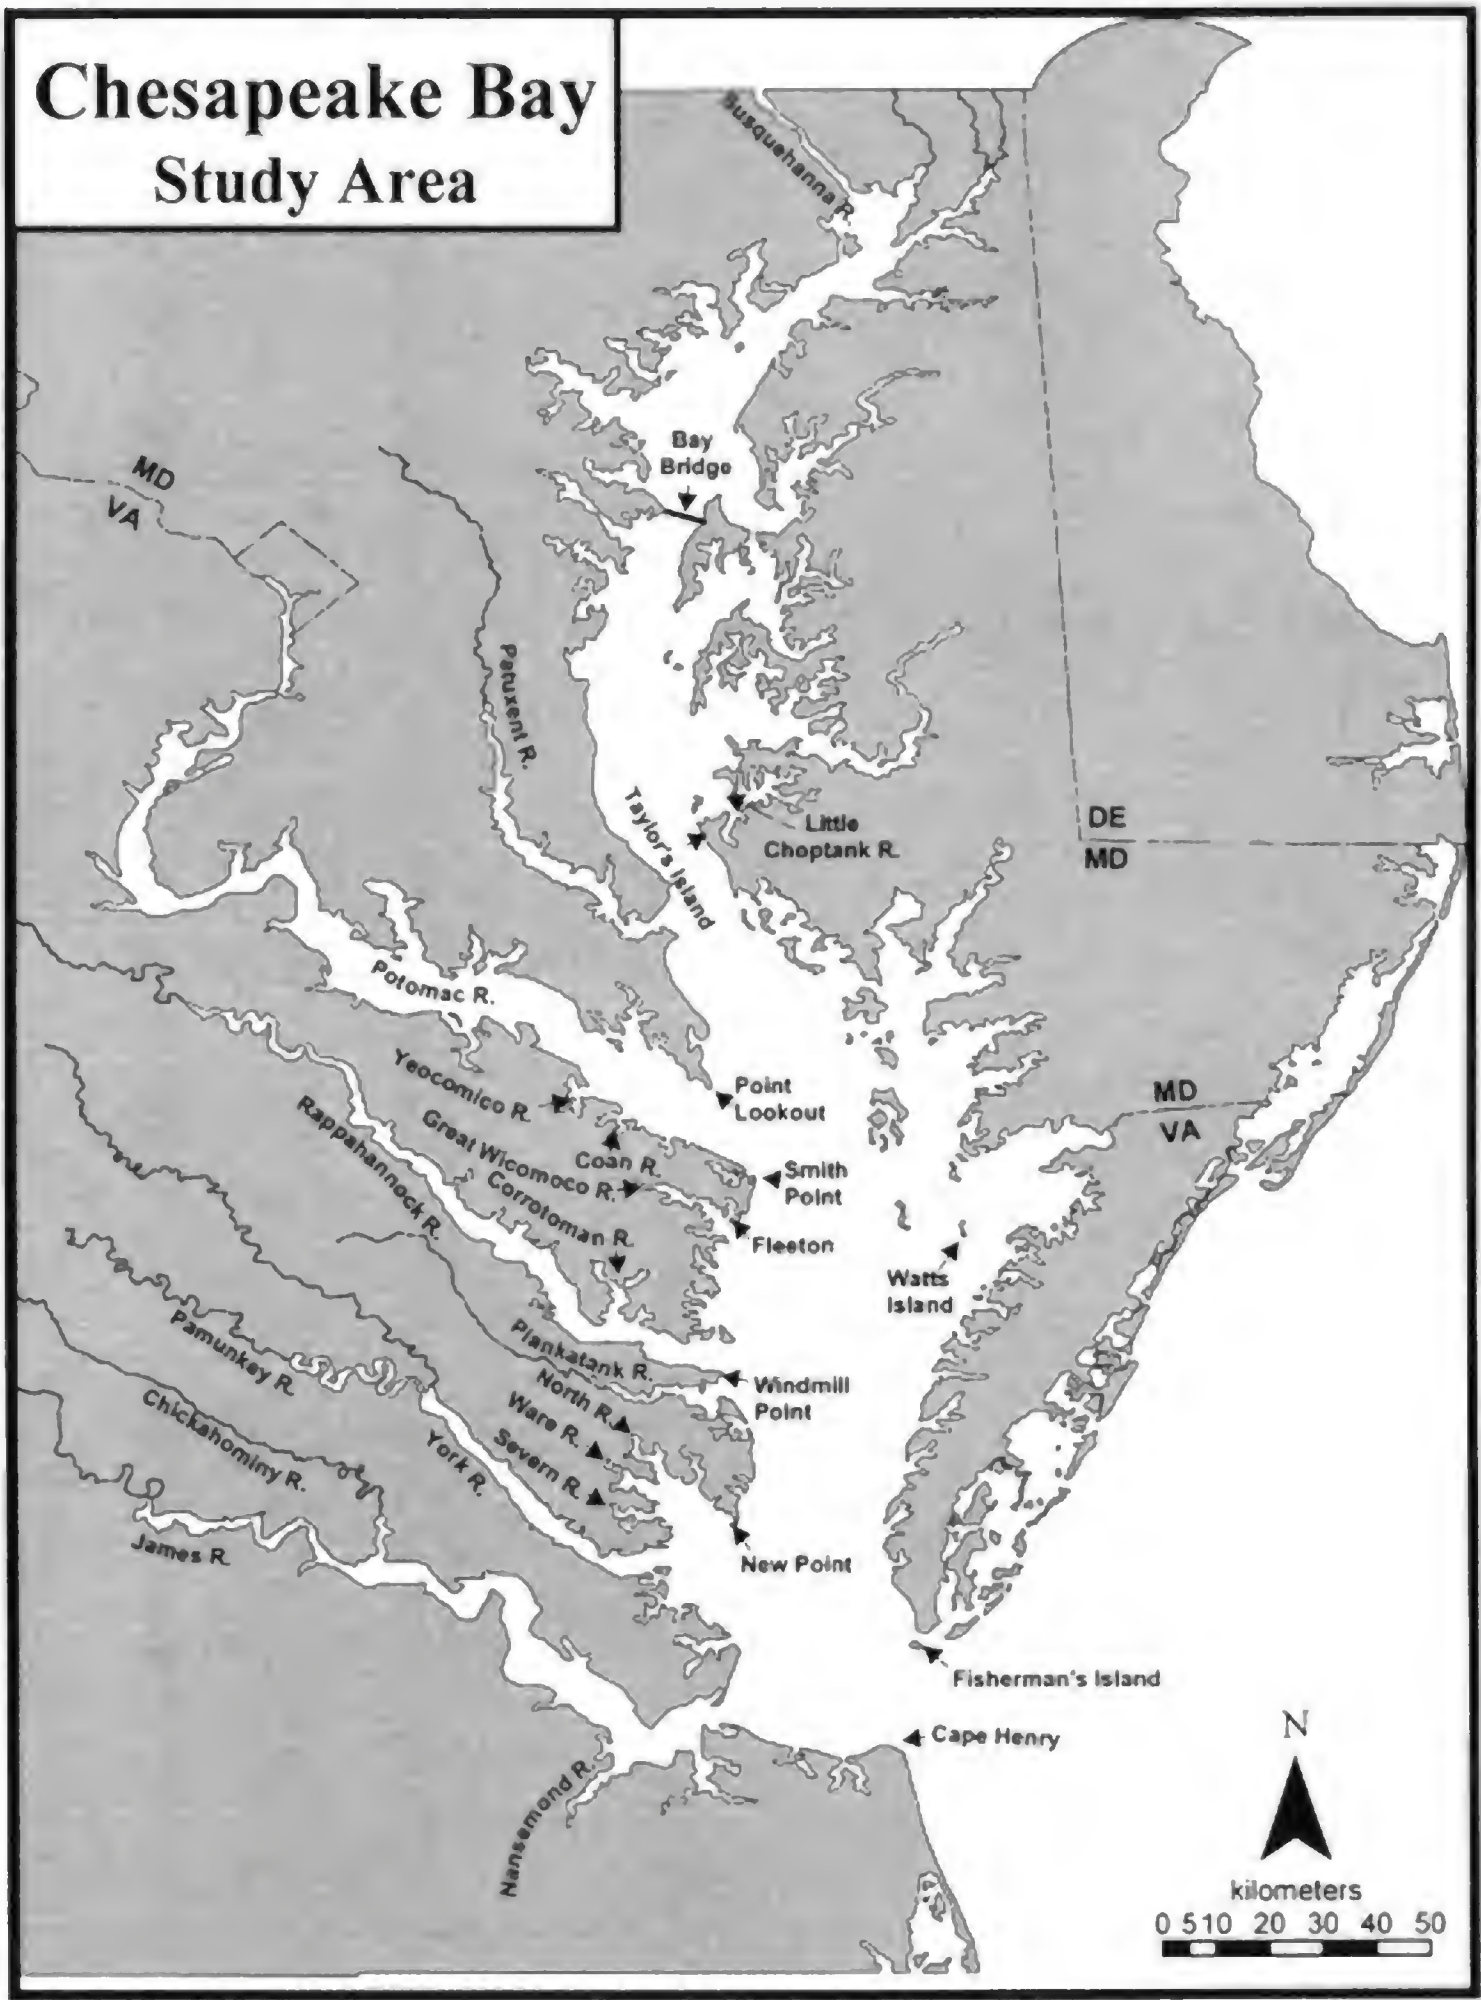 Chesapeake Bay
Study Area
Susquehanna R.
Bay
Bridge
MD
VA
Patuxent R.
Taylor's Island
Little
Choptank R.
DE
MD
Potomac R.
Point
Lookout
MD
VA
Yeocomico R.
Coan R.
Smith
Point
Great Wicomoco R.
Rappahannock R.
Corrotoman R.
Fleeton
Watts
Island
Plankatank R.
Windmill
Point
Pamunkey R.
North R.
Ware R.
Severn R.
Chickahominy R.
York R.
James R.
New Point
Fisherman's Island
Cape Henry
Nansemond R.
N
kilometers
0 5 10 20 30 40 50